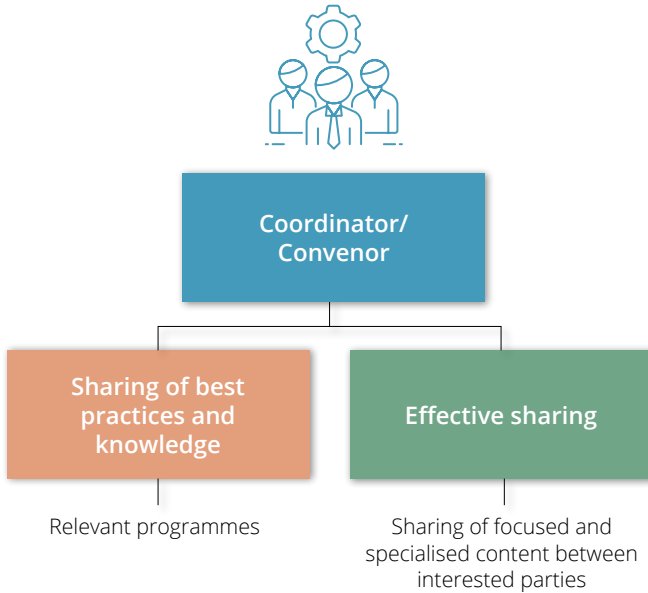 Coordinator/
Convenor
Sharing of best
practices and
knowledge
Effective sharing
Relevant programmes
Sharing of focused and
specialised content between
interested parties